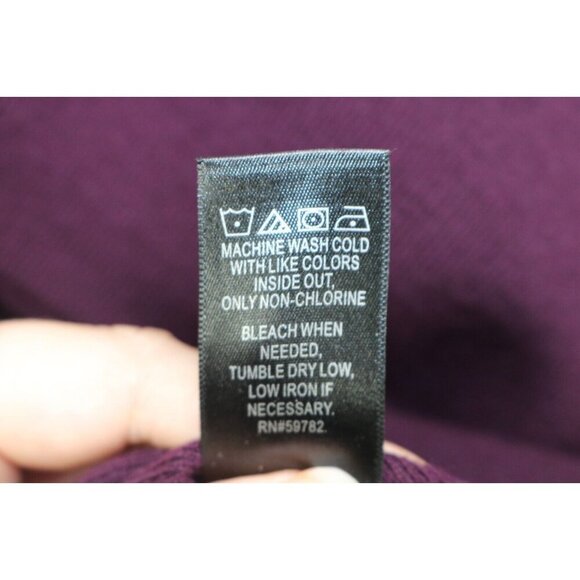 MACHINE WASH COLD
WITH LIKE COLORS
INSIDE OUT,
ONLY NON-CHLORINE
BLEACH WHEN
NEEDED,
TUMBLE DRY LOW,
LOW IRON IF
NECESSARY.
RN#59782.